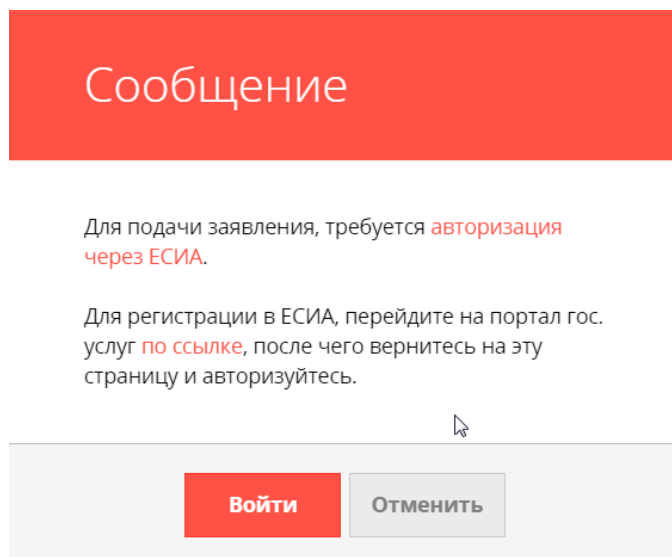 Сообщение
Для подачи заявления, требуется авторизация
через ЕСИА.
Для регистрации в ЕСИА, перейдите на портал гос.
услуг по ссылке, после чего вернитесь на эту
страницу и авторизуйтесь.
Войти
Отменить